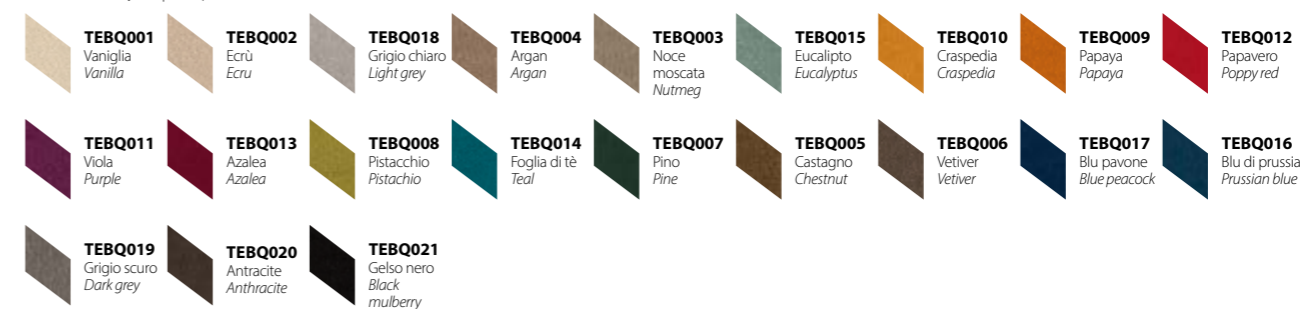 TEBQ001
Vaniglia
Vanilla
TEBQ002
Ecrù
Ecru
TEBQ018
Grigio chiaro
Light grey
TEBQ004
Argan
Argan
TEBQ003
Noce
moscata
Nutmeg
TEBQ015
Eucalipto
Eucalyptus
TEBQ010
Craspedia
Craspedia
TEBQ009
Papaya
Papaya
TEBQ012
Papavero
Poppy red
TEBQ011
Viola
Purple
TEBQ013
Azalea
Azalea
TEBQ008
Pistacchio
Pistachio
TEBQ014
Foglia di tè
Teal
TEBQ007
Pino
Pine
TEBQ005
Castagno
Chestnut
TEBQ006
Vetiver
Vetiver
TEBQ017
Blu pavone
Blue peacock
TEBQ016
Blu di prussia
Prussian blue
TEBQ019
Grigio scuro
Dark grey
TEBQ020
Antracite
Anthracite
TEBQ021
Gelso nero
Black
mulberry